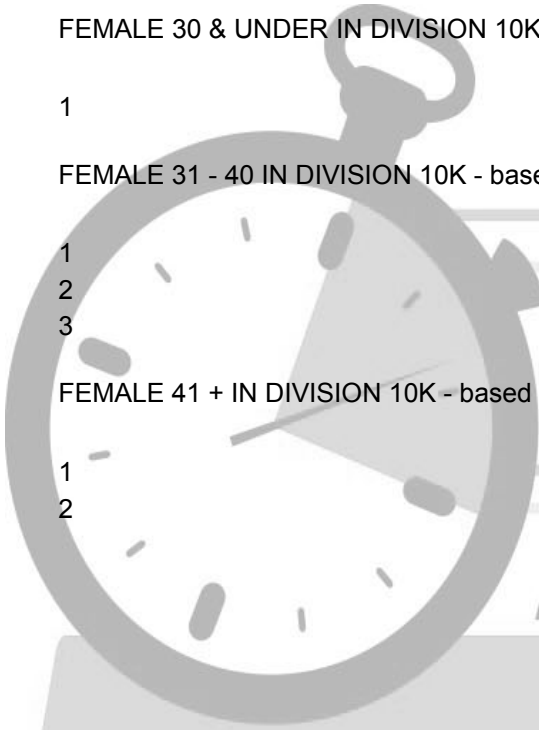 FEMALE 30 & UNDER IN DIVISION 10K
1
FEMALE 31 - 40 IN DIVISION 10K - base
1
2
3
FEMALE 41 + IN DIVISION 10K - based
1
2